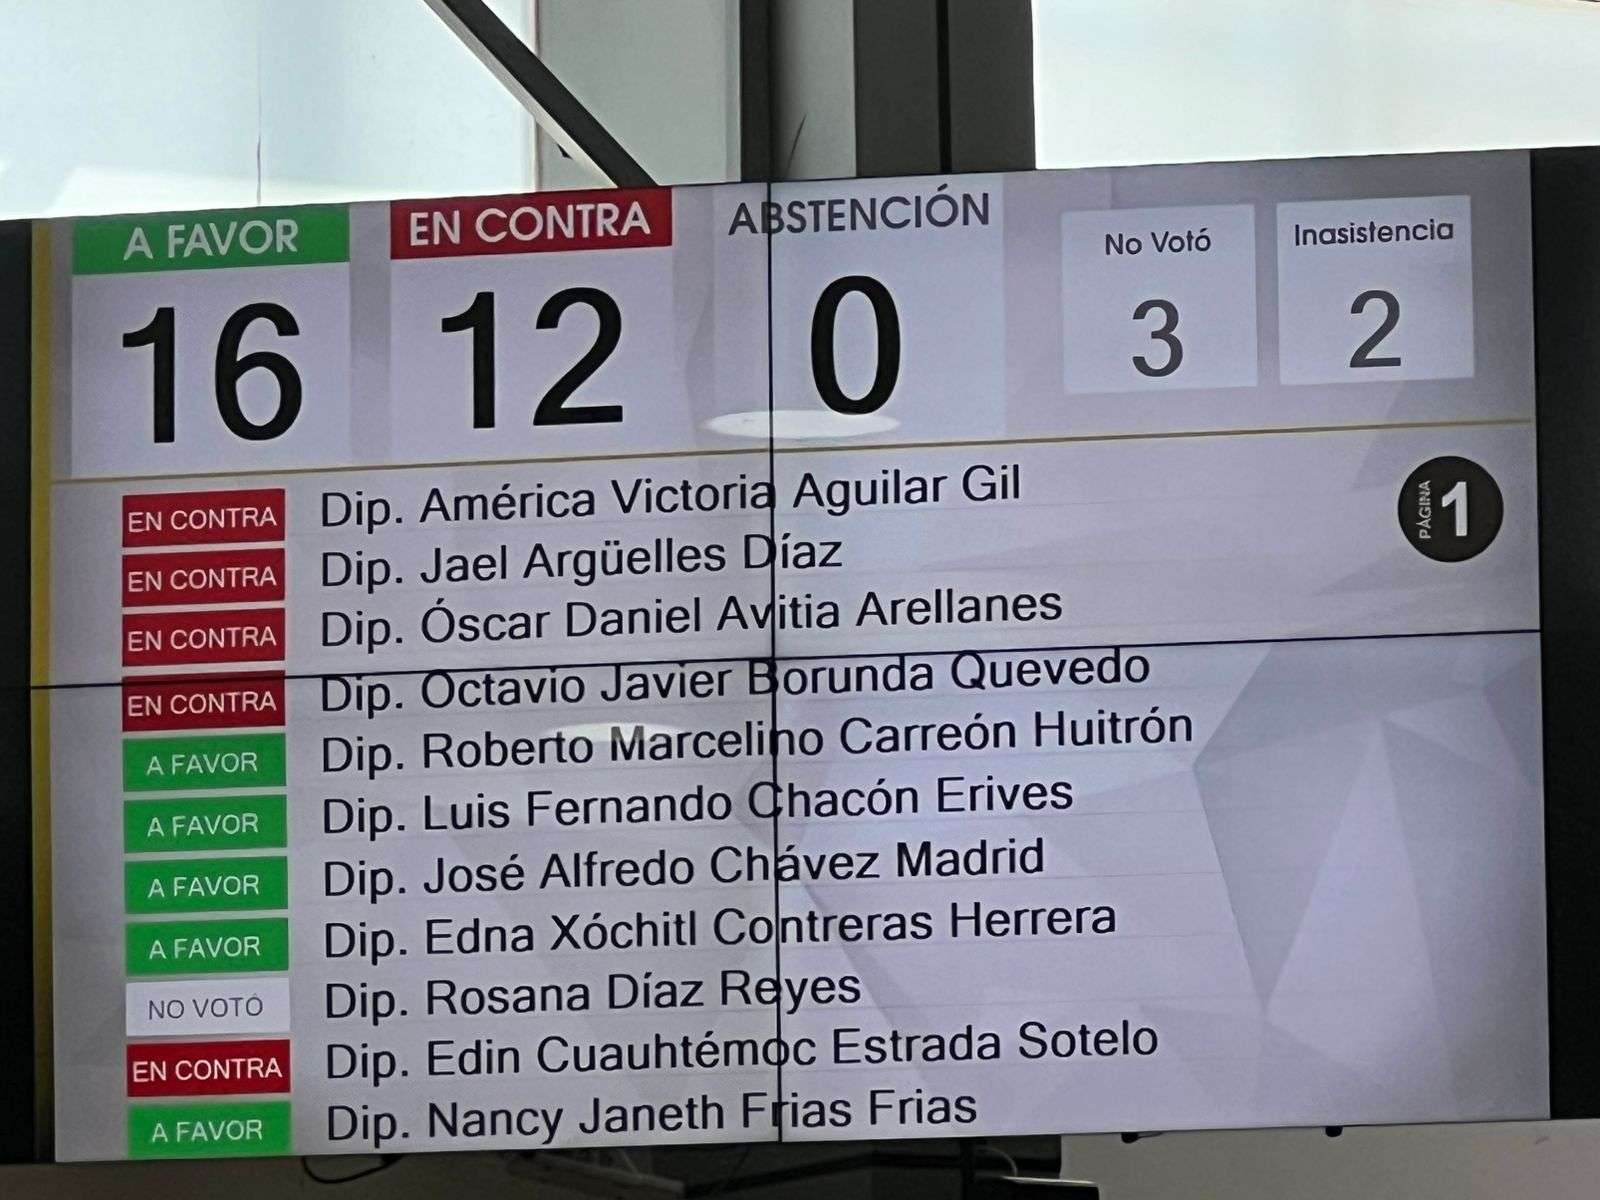 A FAVOR EN CONTRA ABSTENCIÓN No Votó Inasistencia
16 12 0 3 2
PÁGINA 1
EN CONTRA Dip. América Victoria Aguilar Gil
EN CONTRA Dip. Jael Argüelles Díaz
EN CONTRA Dip. Óscar Daniel Avitia Arellanes
EN CONTRA Dip. Octavio Javier Borunda Quevedo
A FAVOR Dip. Roberto Marcelino Carreón Huitrón
A FAVOR Dip. Luis Fernando Chacón Erives
A FAVOR Dip. José Alfredo Chávez Madrid
A FAVOR Dip. Edna Xóchitl Contreras Herrera
NO VOTÓ Dip. Rosana Díaz Reyes
EN CONTRA Dip. Edin Cuauhtémoc Estrada Sotelo
A FAVOR Dip. Nancy Janeth Frias Frias